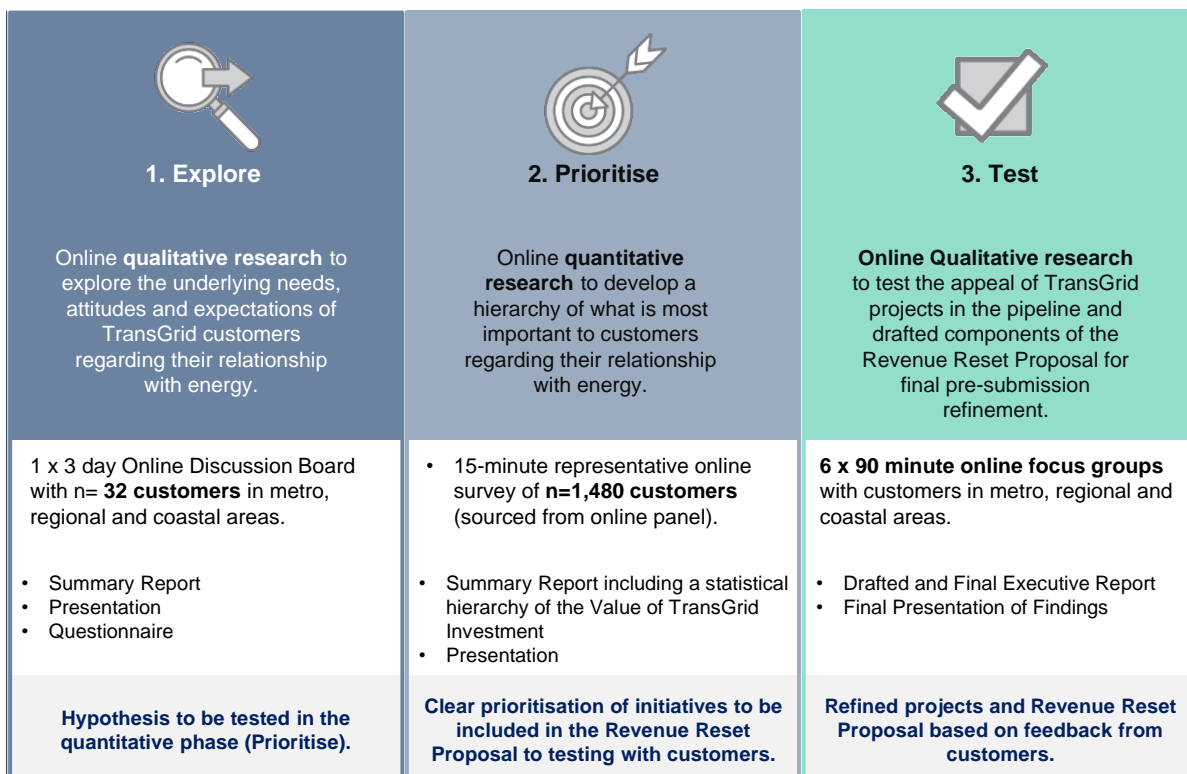 1. Explore
Online qualitative research to
explore the underlying needs,
attitudes and expectations of
TransGrid customers
regarding their relationship
with energy.
1 x 3 day Online Discussion Board
with n= 32 customers in metro,
regional and coastal areas.
• Summary Report
• Presentation
• Questionnaire
Hypothesis to be tested in the
quantitative phase (Prioritise).
2. Prioritise
Online quantitative
research to develop a
hierarchy of what is most
important to customers
regarding their relationship
with energy.
• 15-minute representative online
survey of n=1,480 customers
(sourced from online panel).
• Summary Report including a statistical
hierarchy of the Value of TransGrid
Investment
• Presentation
Clear prioritisation of initiatives to be
included in the Revenue Reset
Proposal to testing with customers.
3. Test
Online Qualitative research
to test the appeal of TransGrid
projects in the pipeline and
drafted components of the
Revenue Reset Proposal for
final pre-submission
refinement.
6 x 90 minute online focus groups
with customers in metro, regional and
coastal areas.
• Drafted and Final Executive Report
• Final Presentation of Findings
Refined projects and Revenue Reset
Proposal based on feedback from
customers.